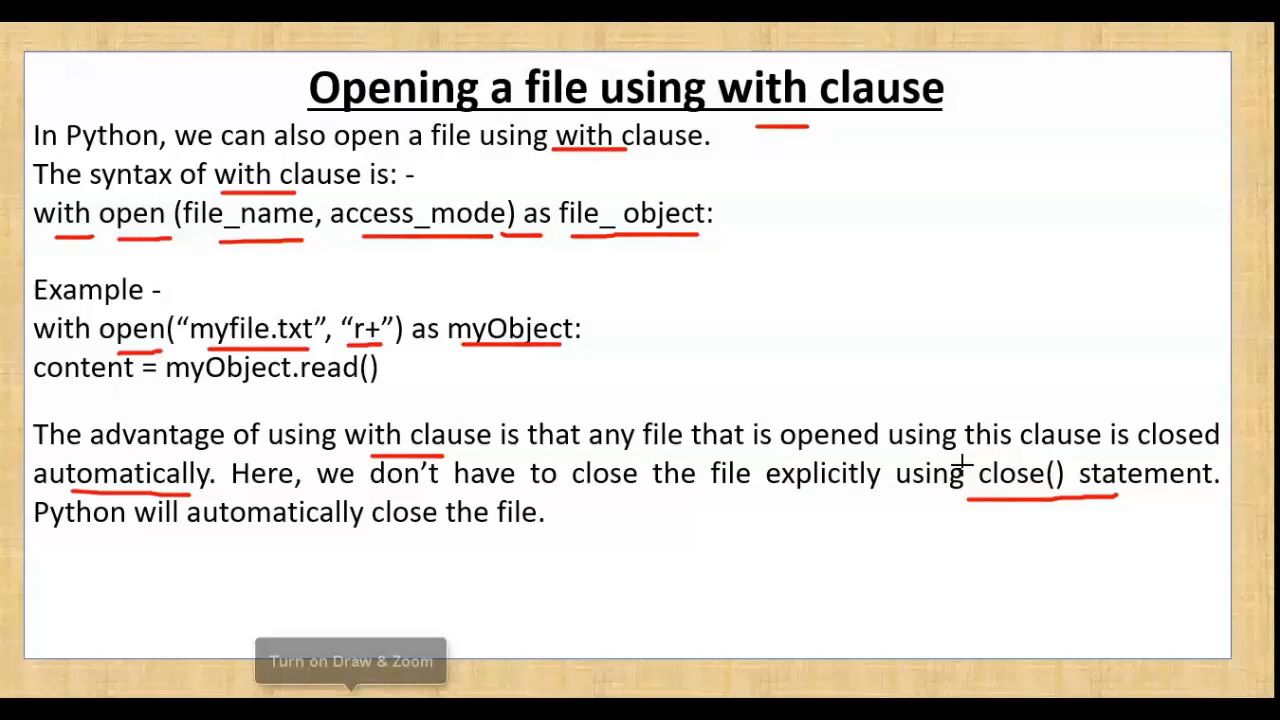 Opening a file using with clause
In Python, we can also open a file using with clause.
The syntax of with clause is: -
with open (file_name, access_mode) as file_ object:
Example -
with open(“myfile.txt”, “r+”) as myObject:
content = myObject.read()
The advantage of using with clause is that any file that is opened using this clause is closed
automatically. Here, we don’t have to close the file explicitly using close() statement.
Python will automatically close the file.
Turn on Draw & Zoom